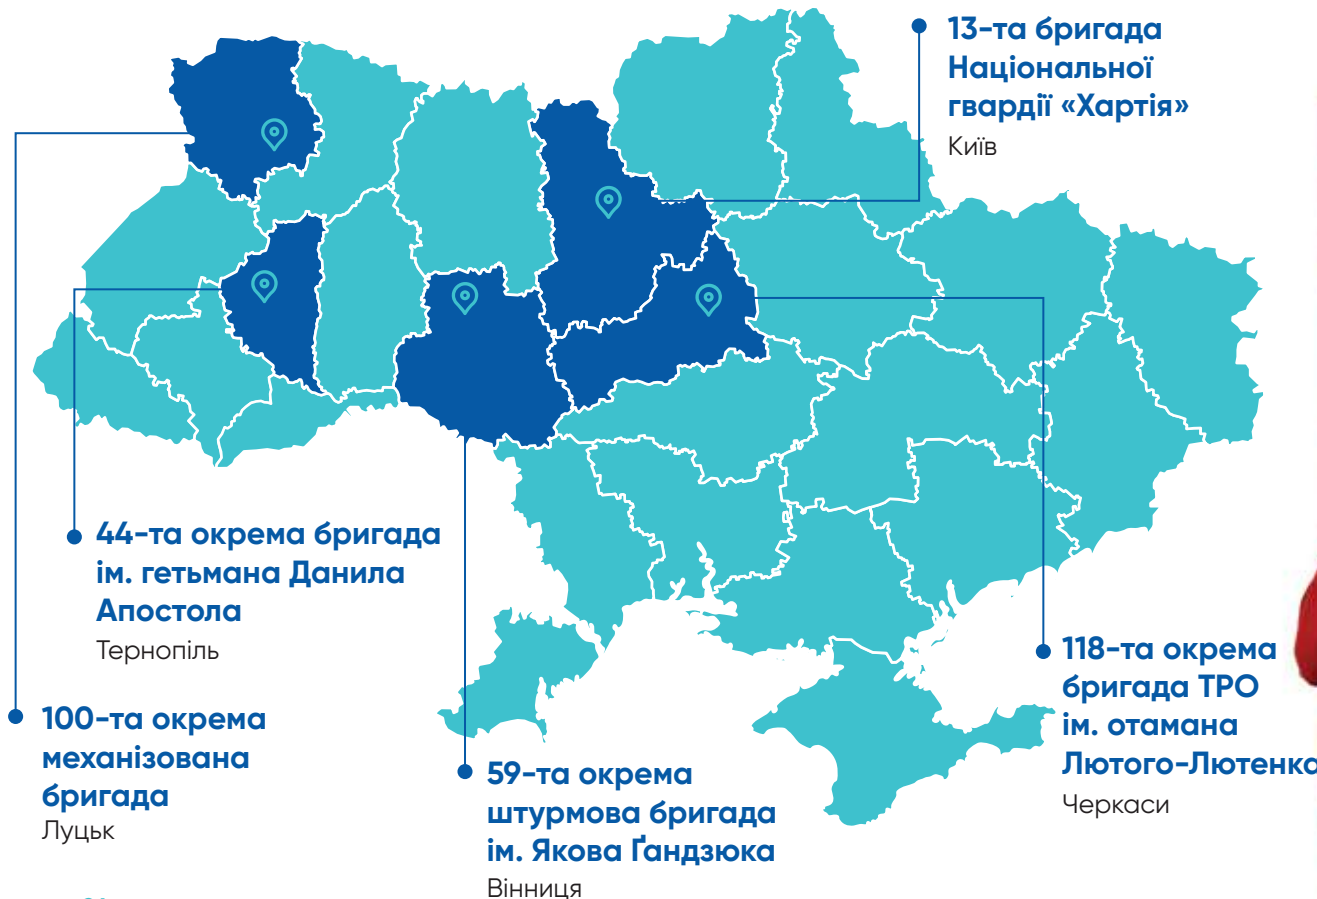 13-та бригада
Національної
гвардії «Хартія»
Київ
44-та окрема бригада
ім. гетьмана Данила
Апостола
Тернопіль
100-та окрема
механізована
бригада
Луцьк
59-та окрема
штурмова бригада
ім. Якова Ґандзюка
Вінниця
118-та окрема
бригада ТРО
ім. отамана
Лютого-Лютенка
Черкаси